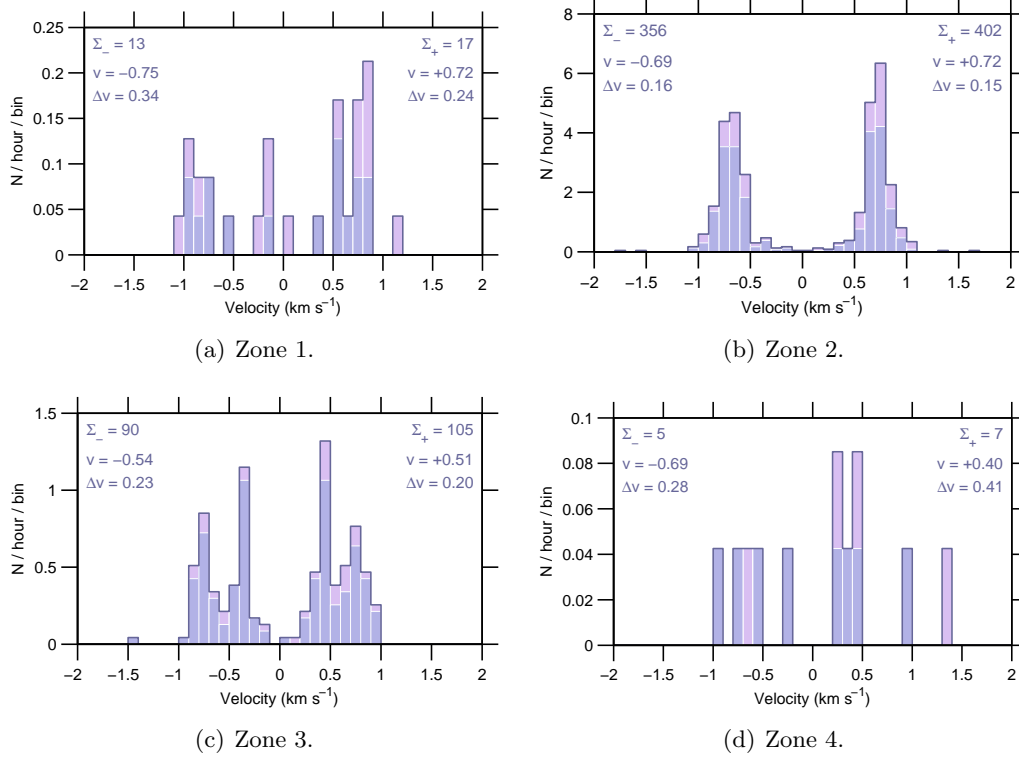 0.25
0.2
0.15
0.1
0.05
0
N / hour / bin
Σ− = 13
v = −0.75
Δv = 0.34
Σ+ = 17
v = +0.72
Δv = 0.24
−2 −1.5 −1 −0.5 0 0.5 1 1.5 2
Velocity (km s−1)
(a) Zone 1.
8
6
4
2
0
N / hour / bin
Σ− = 356
v = −0.69
Δv = 0.16
Σ+ = 402
v = +0.72
Δv = 0.15
−2 −1.5 −1 −0.5 0 0.5 1 1.5 2
Velocity (km s−1)
(b) Zone 2.
1.5
1
0.5
0
N / hour / bin
Σ− = 90
v = −0.54
Δv = 0.23
Σ+ = 105
v = +0.51
Δv = 0.20
−2 −1.5 −1 −0.5 0 0.5 1 1.5 2
Velocity (km s−1)
(c) Zone 3.
0.1
0.08
0.06
0.04
0.02
0
N / hour / bin
Σ− = 5
v = −0.69
Δv = 0.28
Σ+ = 7
v = +0.40
Δv = 0.41
−2 −1.5 −1 −0.5 0 0.5 1 1.5 2
Velocity (km s−1)
(d) Zone 4.